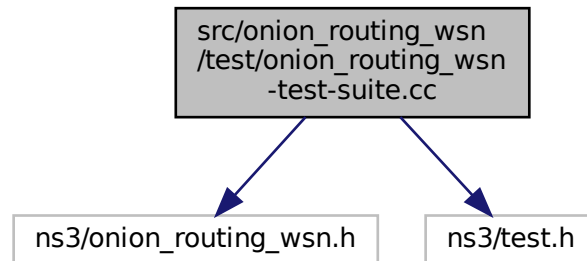 src/onion_routing_wsn
/test/onion_routing_wsn
-test-suite.cc
ns3/onion_routing_wsn.h
ns3/test.h